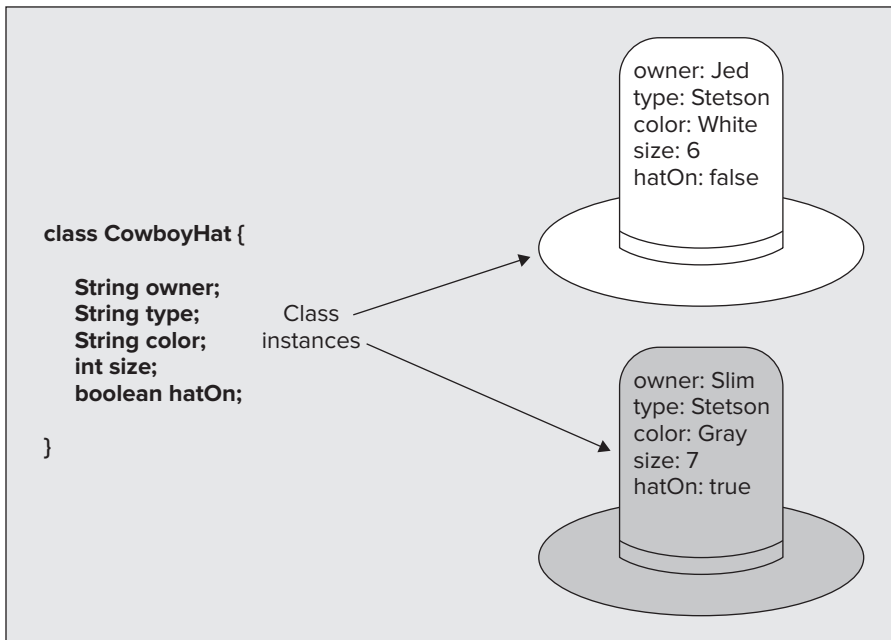 class CowboyHat {
String owner;
String type;
String color;
int size;
boolean hatOn;
}
Class
instances
owner: Jed
type: Stetson
color: White
size: 6
hatOn: false
owner: Slim
type: Stetson
color: Gray
size: 7
hatOn: true